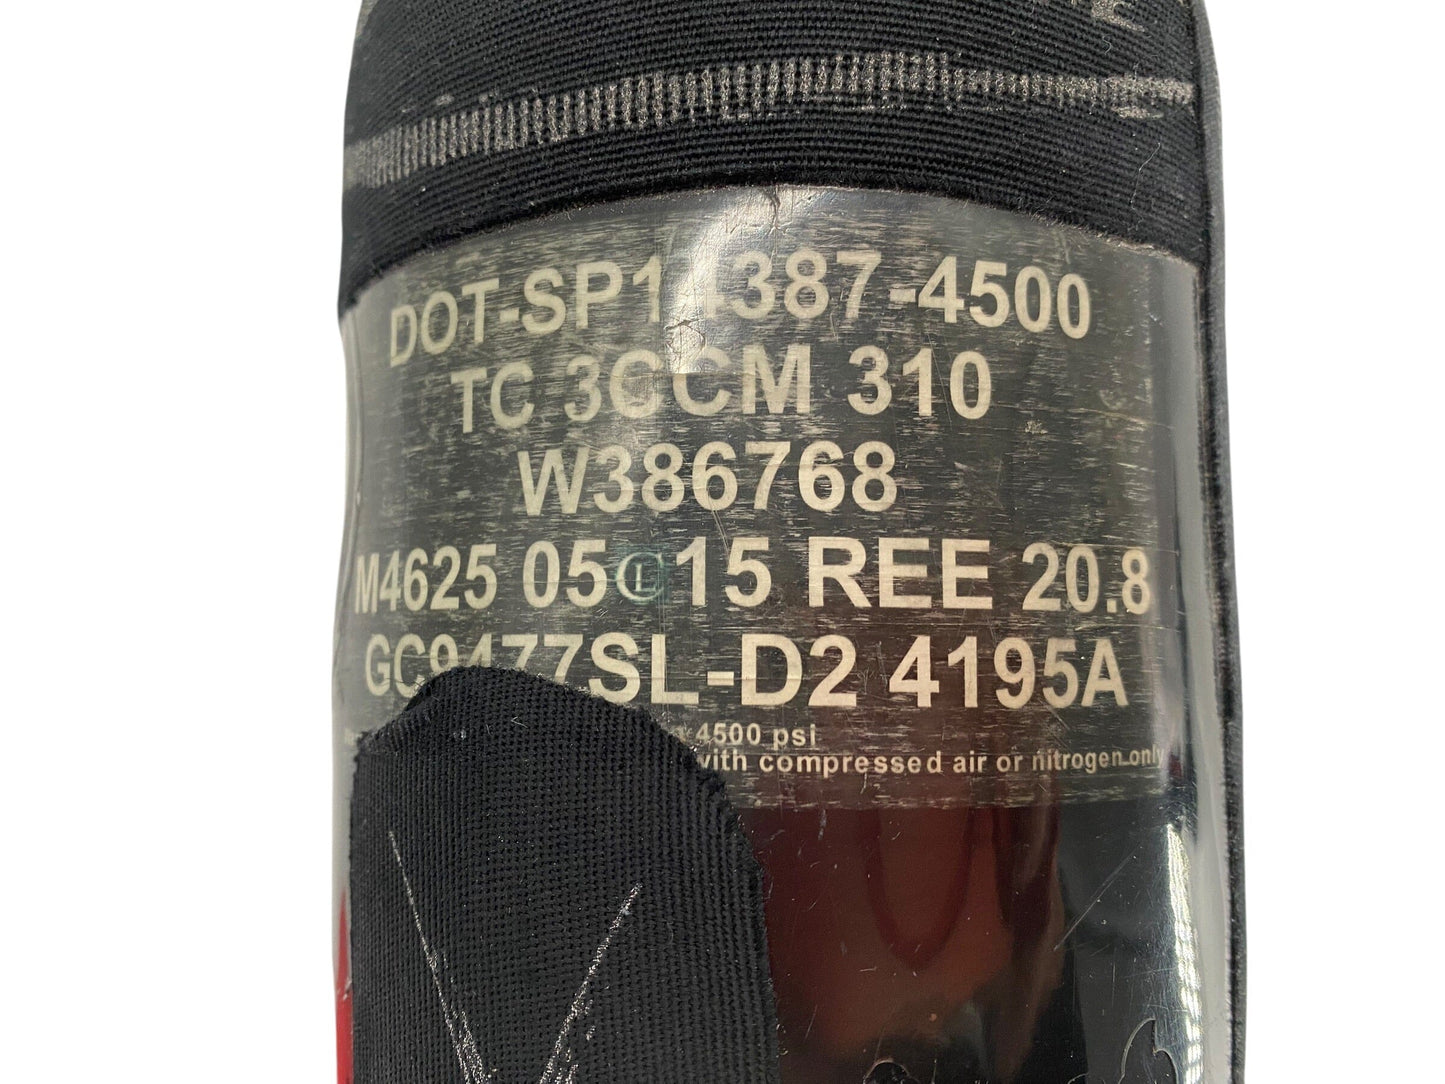 DOT-SP14387-4500
TC 3CCM 310
W386768
M4625 05 CL 15 REE 20.8
GC9477SL-D2 4195A
4500 psi
with compressed air or nitrogen only